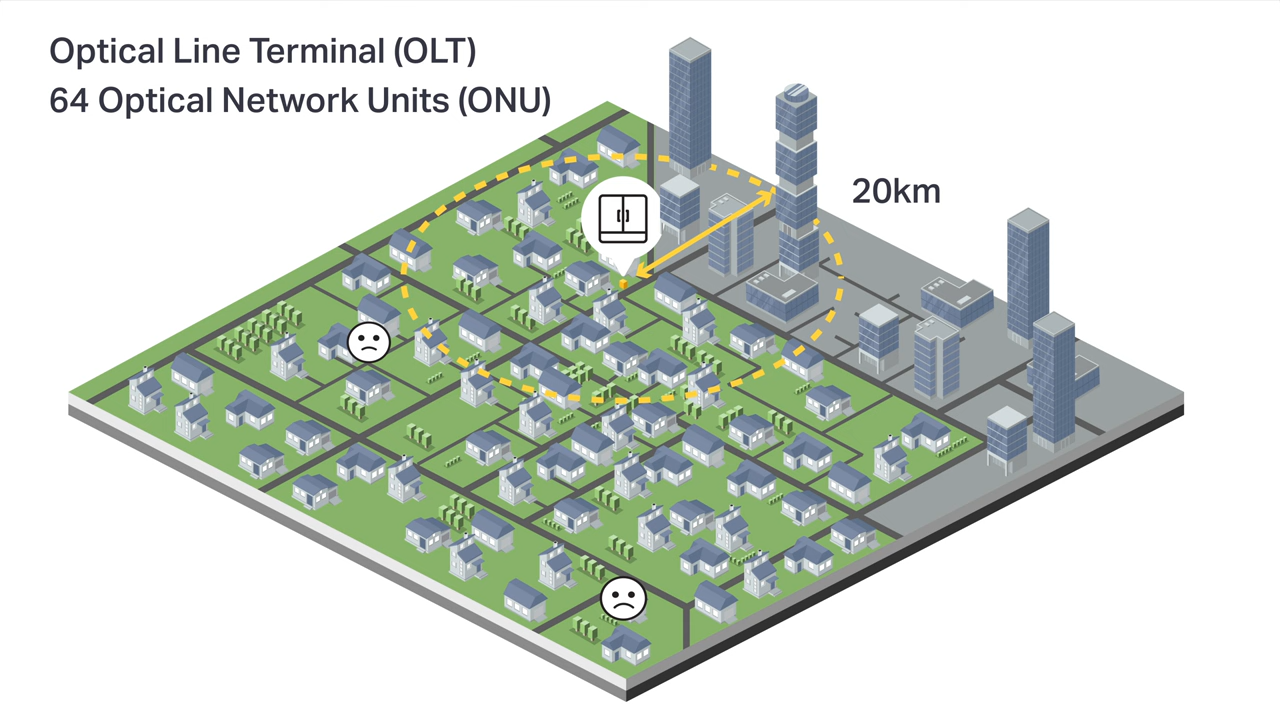 Optical Line Terminal (OLT)
64 Optical Network Units (ONU)
20km